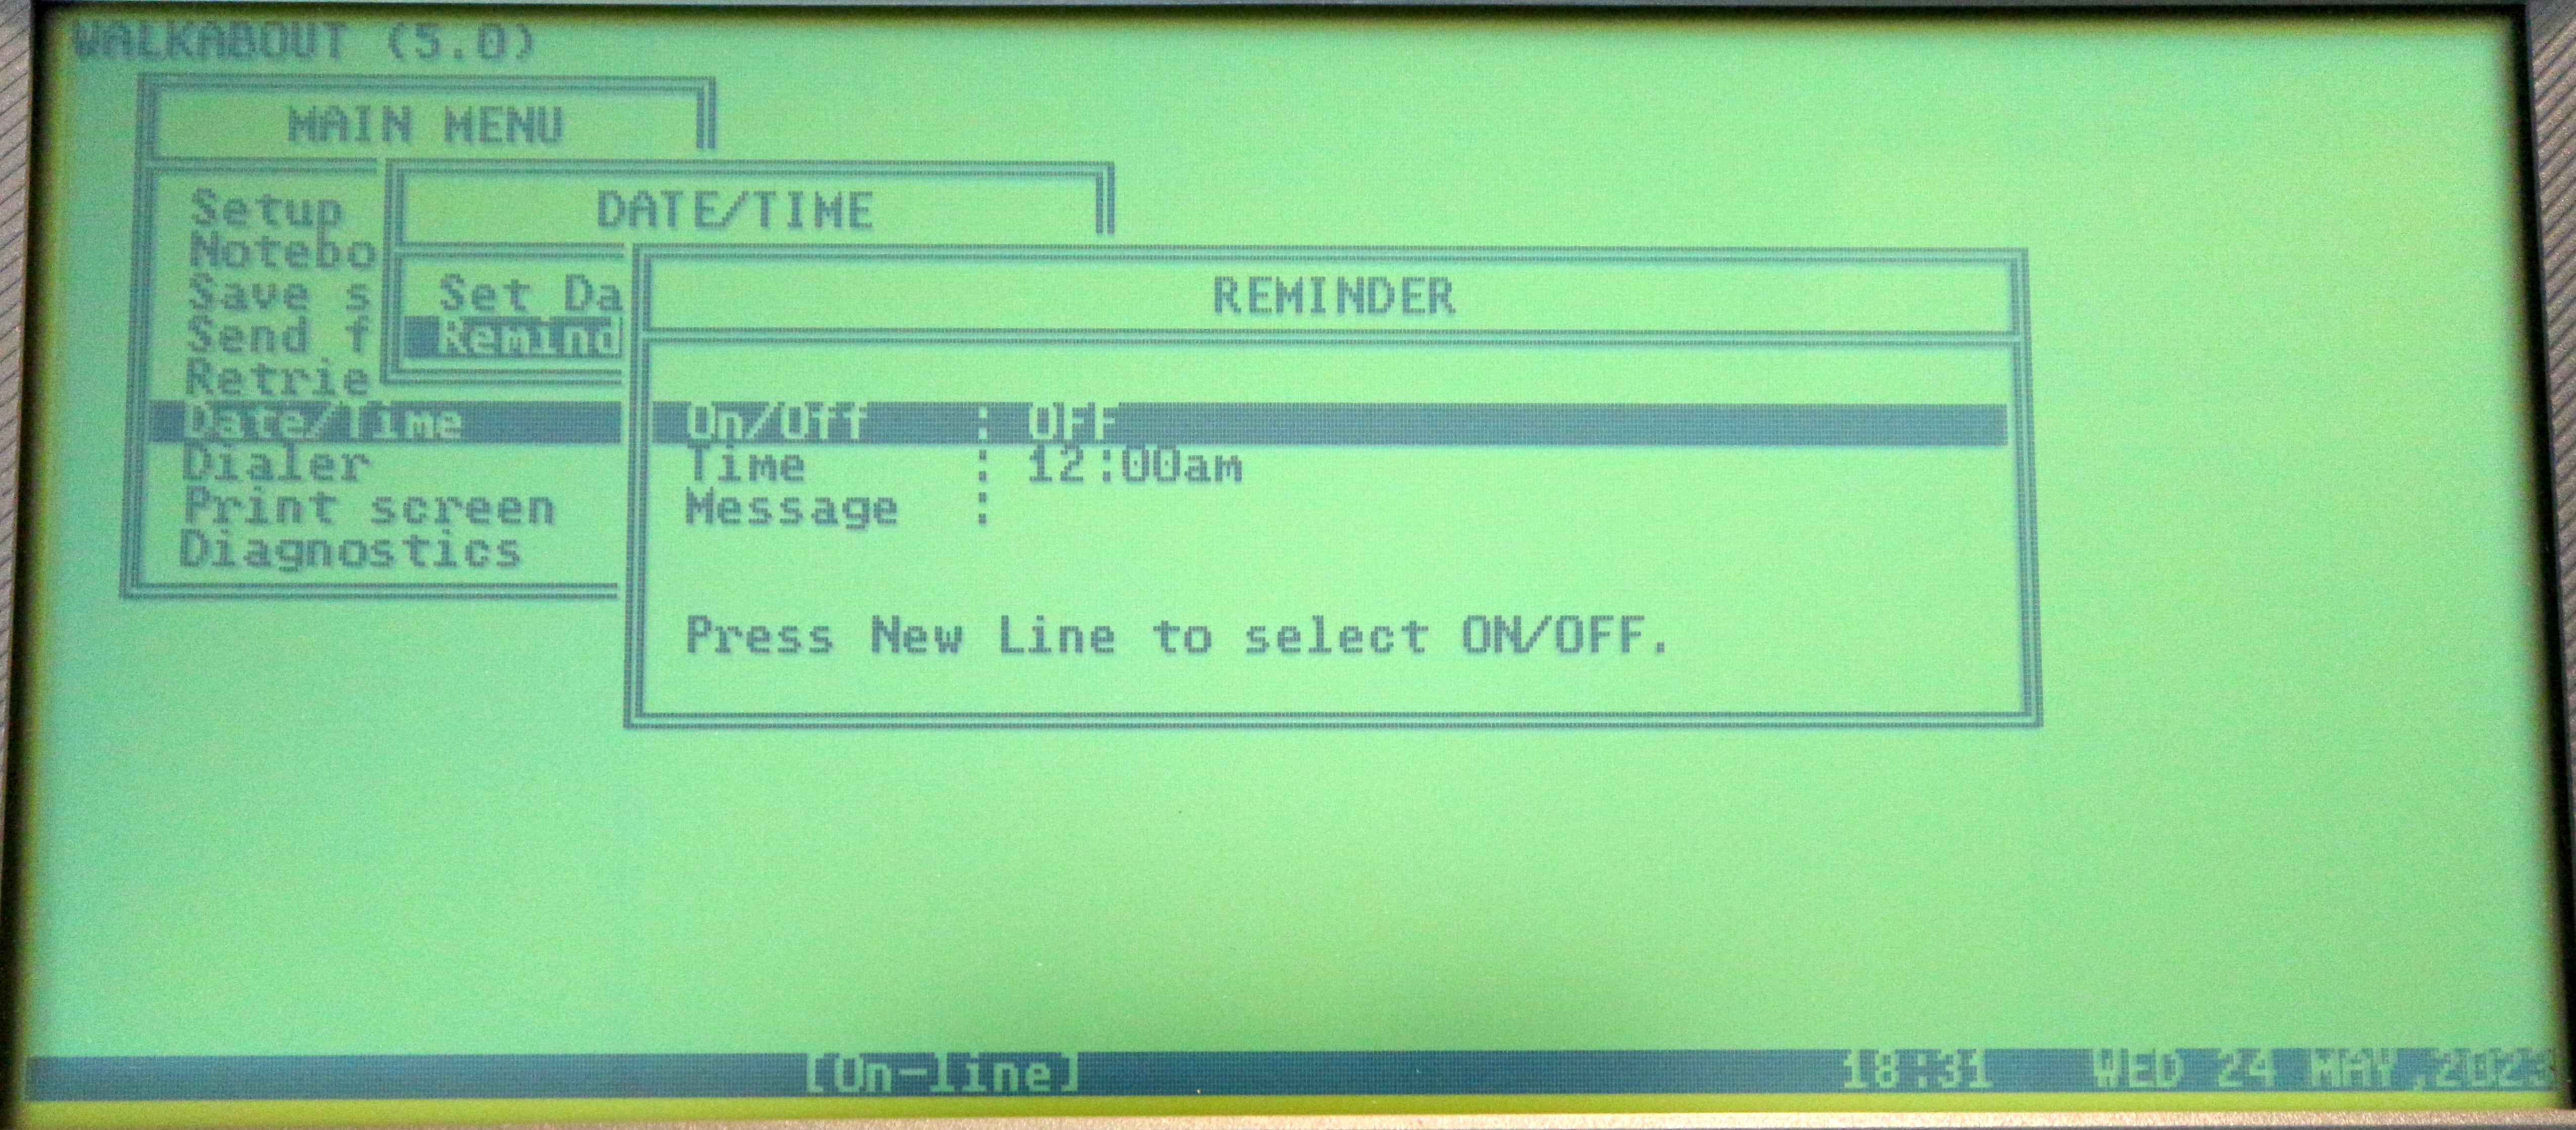 WALKABOUT (5.0)
MAIN MENU
Setup
Notebo
Save s
Send f
Retrie
Date/Time
Dialer
Print screen
Diagnostics
DATE/TIME
Set Da
Remind
REMINDER
On/Off : OFF
Time : 12:00am
Message :
Press New Line to select ON/OFF.
[On-line] 18:31 WED 24 MAY,2023